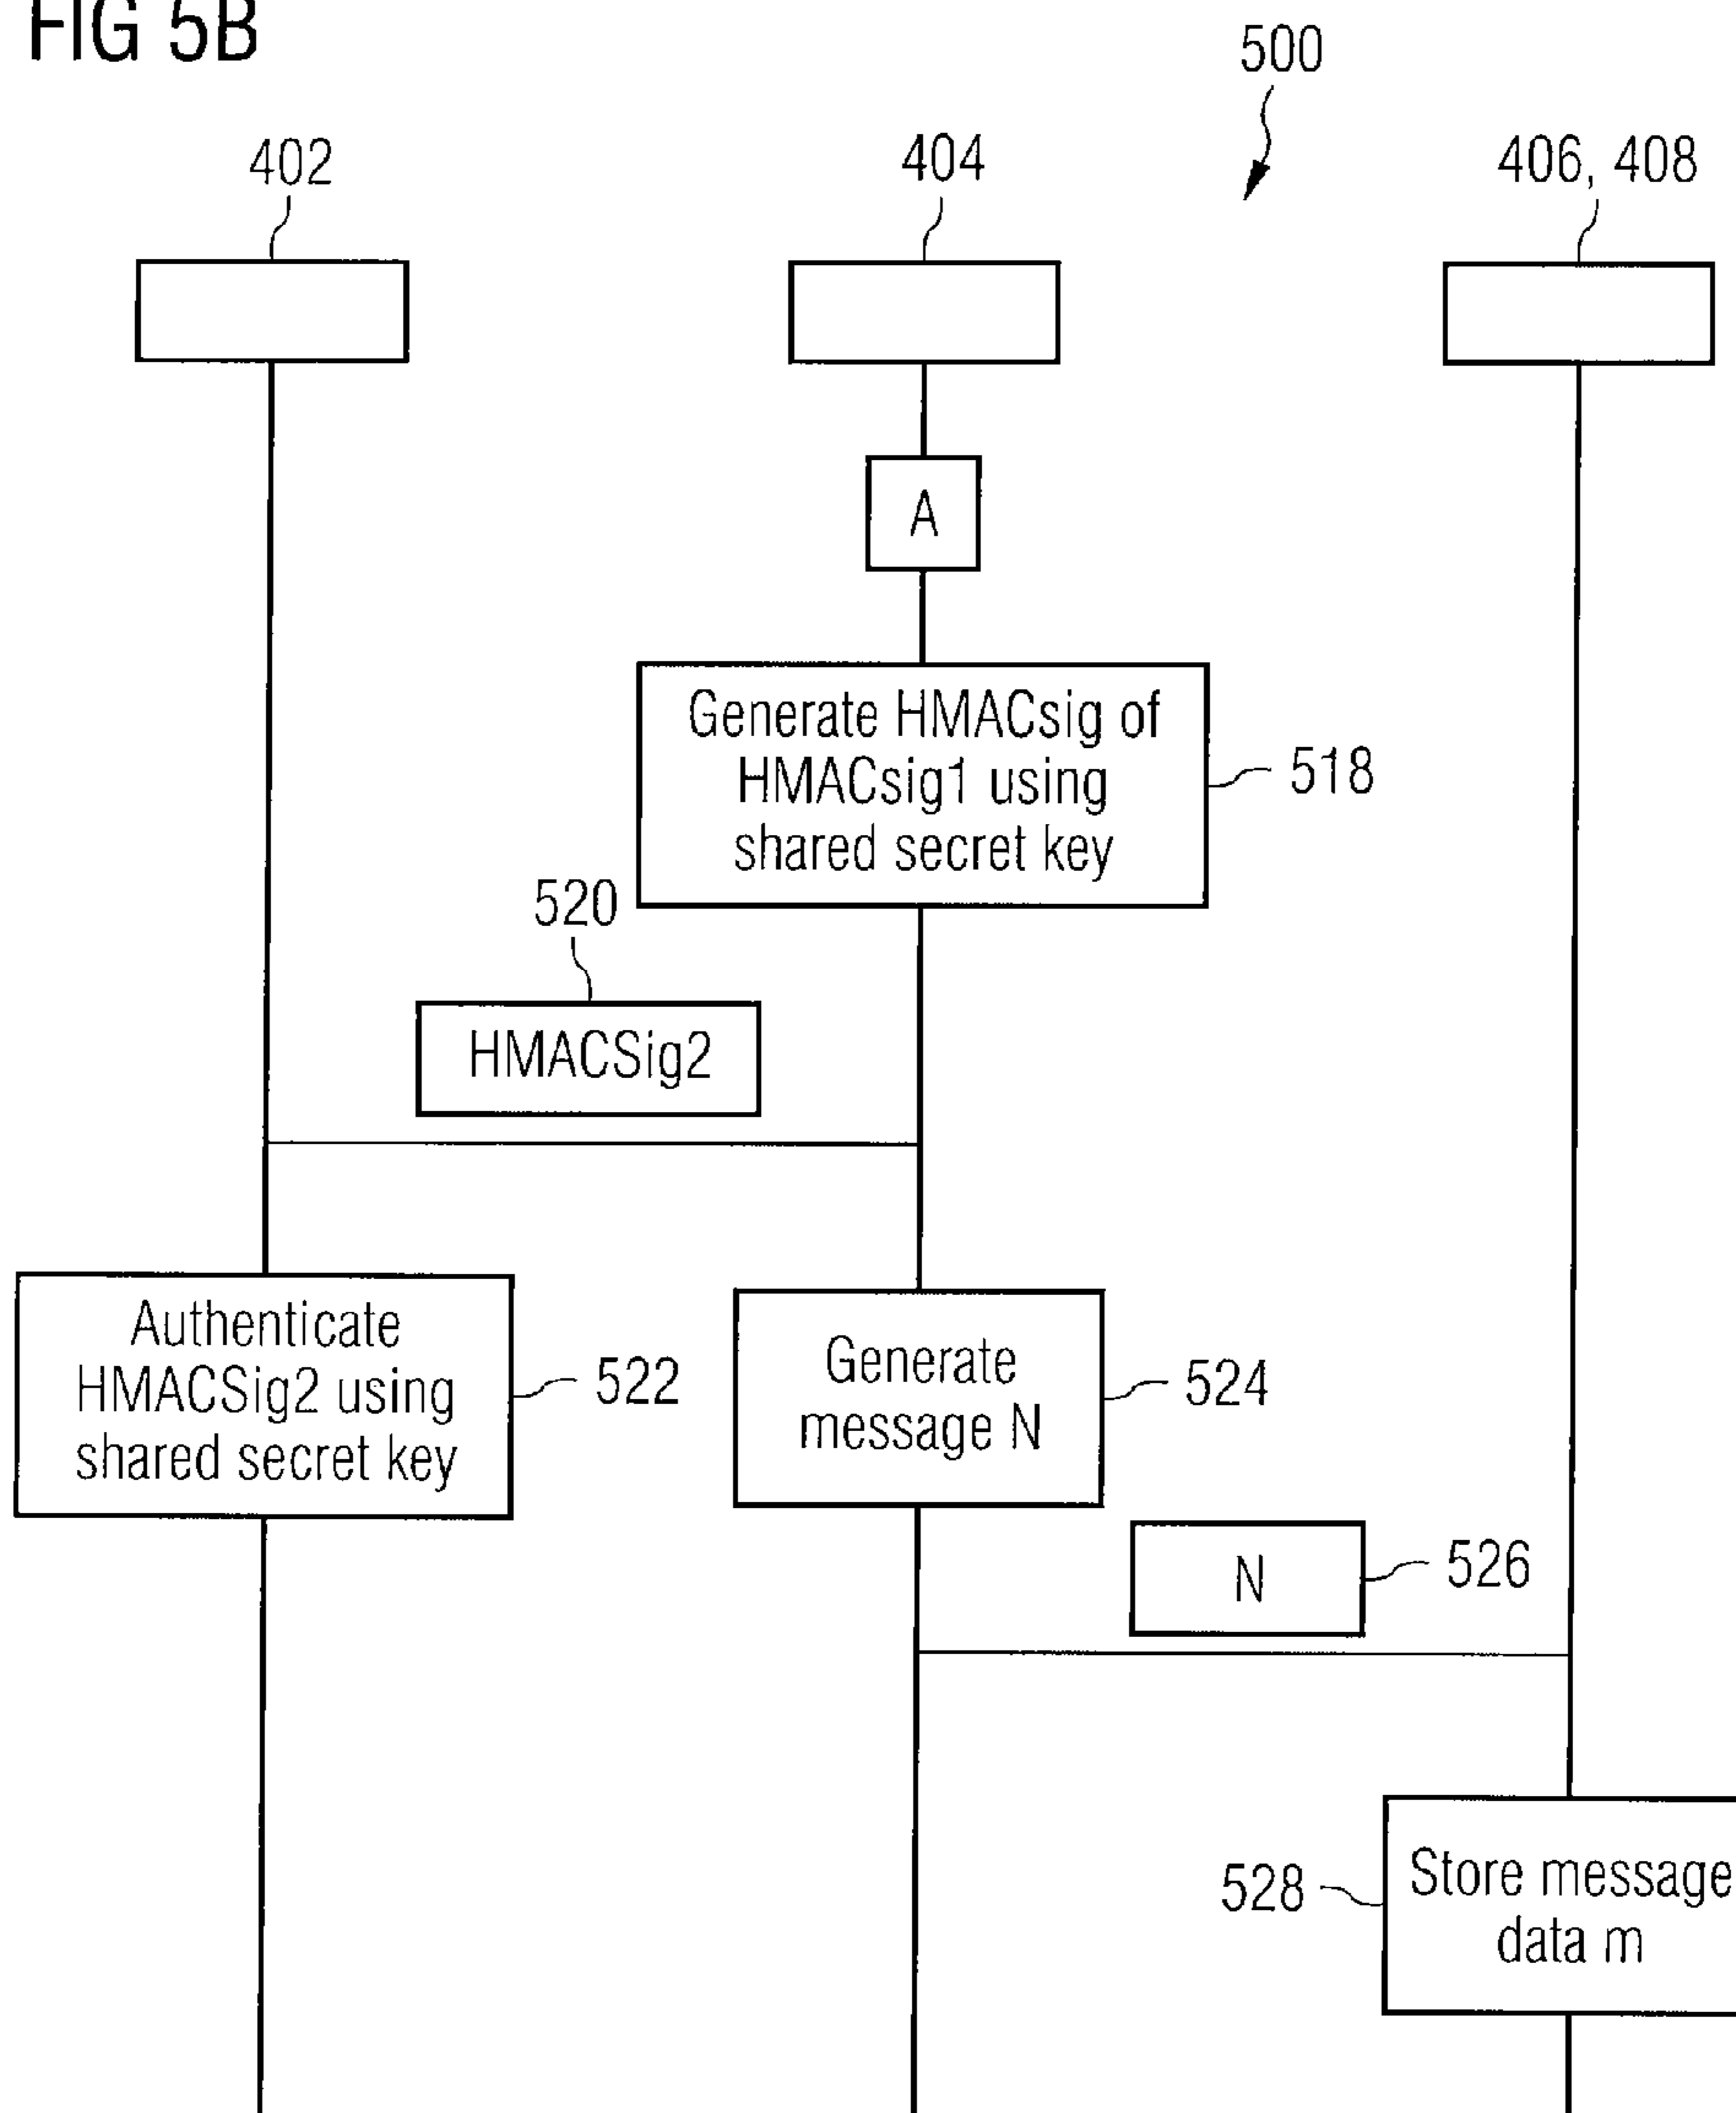 FIG 5B
500
402
404
406, 408
A
Generate HMACsig of
HMACsig1 using
shared secret key
518
520
HMACSig2
Authenticate
HMACSig2 using
shared secret key
522
Generate
message N
524
N
526
528
Store message
data m